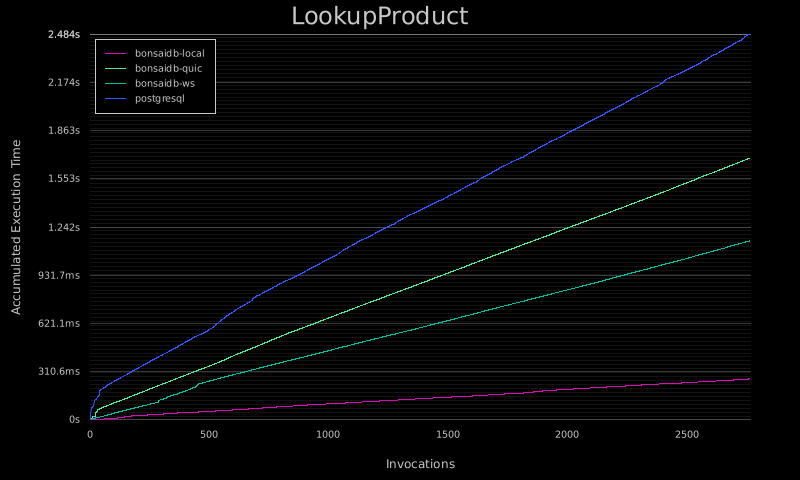 LookupProduct
2.484s
2.174s
1.863s
1.553s
1.242s
931.7ms
621.1ms
310.6ms
0s
bonsaidb-local
bonsaidb-quic
bonsaidb-ws
postgresql
Accumulated Execution Time
0
500
1000
1500
2000
2500
Invocations